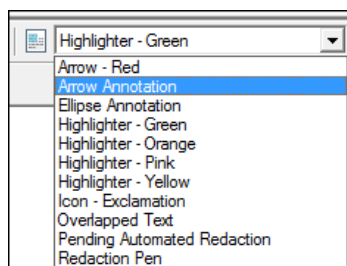 Highlighter - Green
Arrow - Red
Arrow Annotation
Ellipse Annotation
Highlighter - Green
Highlighter - Orange
Highlighter - Pink
Highlighter - Yellow
Icon - Exclamation
Overlapped Text
Pending Automated Redaction
Redaction Pen